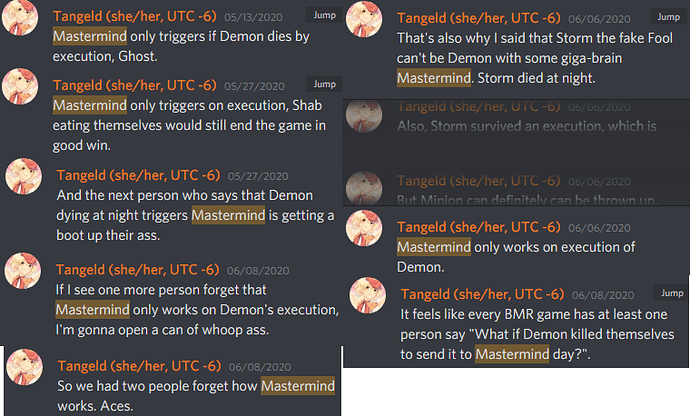 Tangeld (she/her, UTC -6) 05/13/2020 Jump
Mastermind only triggers if Demon dies by
execution, Ghost.
Tangeld (she/her, UTC -6) 05/27/2020 Jump
Mastermind only triggers on execution, Shab
eating themselves would still end the game in
good win.
Tangeld (she/her, UTC -6) 05/27/2020
And the next person who says that Demon
dying at night triggers Mastermind is getting a
boot up their ass.
Tangeld (she/her, UTC -6) 06/08/2020
If I see one more person forget that
Mastermind only works on Demon's execution,
I'm gonna open a can of whoop ass.
Tangeld (she/her, UTC -6) 06/08/2020
So we had two people forget how Mastermind
works. Aces.
Tangeld (she/her, UTC -6) 06/06/2020 Jump
That's also why I said that Storm the fake Fool
can't be Demon with some giga-brain
Mastermind. Storm died at night.
Tangeld (she/her, UTC -6) 06/06/2020
Also, Storm survived an execution, which is
Tangeld (she/her, UTC -6) 06/06/2020
But Minion can definitely can be thrown up.
Tangeld (she/her, UTC -6) 06/06/2020
Mastermind only works on execution of
Demon.
Tangeld (she/her, UTC -6) 06/08/2020 Jump
It feels like every BMR game has at least one
person say "What if Demon killed themselves
to send it to Mastermind day?".